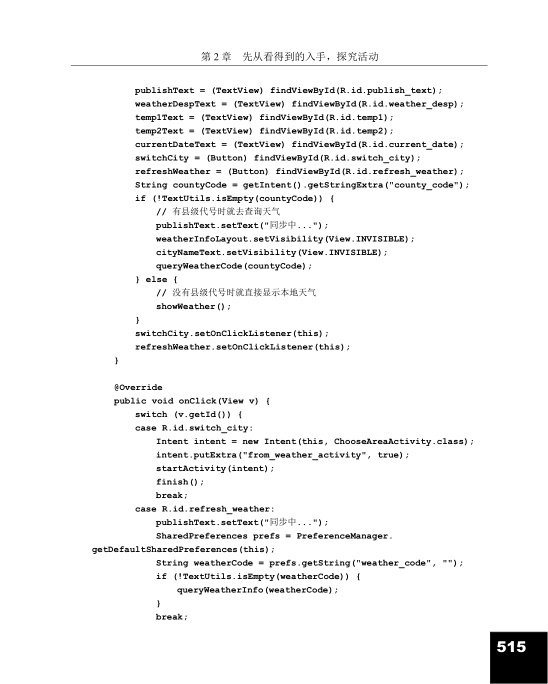 第 2 章 先从看得到的入手，探究活动
publishText = (TextView) findViewById(R.id.publish_text);
weatherDespText = (TextView) findViewById(R.id.weather_desp);
temp1Text = (TextView) findViewById(R.id.temp1);
temp2Text = (TextView) findViewById(R.id.temp2);
currentDateText = (TextView) findViewById(R.id.current_date);
switchCity = (Button) findViewById(R.id.switch_city);
refreshWeather = (Button) findViewById(R.id.refresh_weather);
String countyCode = getIntent().getStringExtra("county_code");
if (!TextUtils.isEmpty(countyCode)) {
// 有县级代号时就去查询天气
publishText.setText("同步中...");
weatherInfoLayout.setVisibility(View.INVISIBLE);
cityNameText.setVisibility(View.INVISIBLE);
queryWeatherCode(countyCode);
} else {
// 没有县级代号时就直接显示本地天气
showWeather();
}
switchCity.setOnClickListener(this);
refreshWeather.setOnClickListener(this);
}
@Override
public void onClick(View v) {
switch (v.getId()) {
case R.id.switch_city:
Intent intent = new Intent(this, ChooseAreaActivity.class);
intent.putExtra("from_weather_activity", true);
startActivity(intent);
finish();
break;
case R.id.refresh_weather:
publishText.setText("同步中...");
SharedPreferences prefs = PreferenceManager.
getDefaultSharedPreferences(this);
String weatherCode = prefs.getString("weather_code", "");
if (!TextUtils.isEmpty(weatherCode)) {
queryWeatherInfo(weatherCode);
}
break;
515